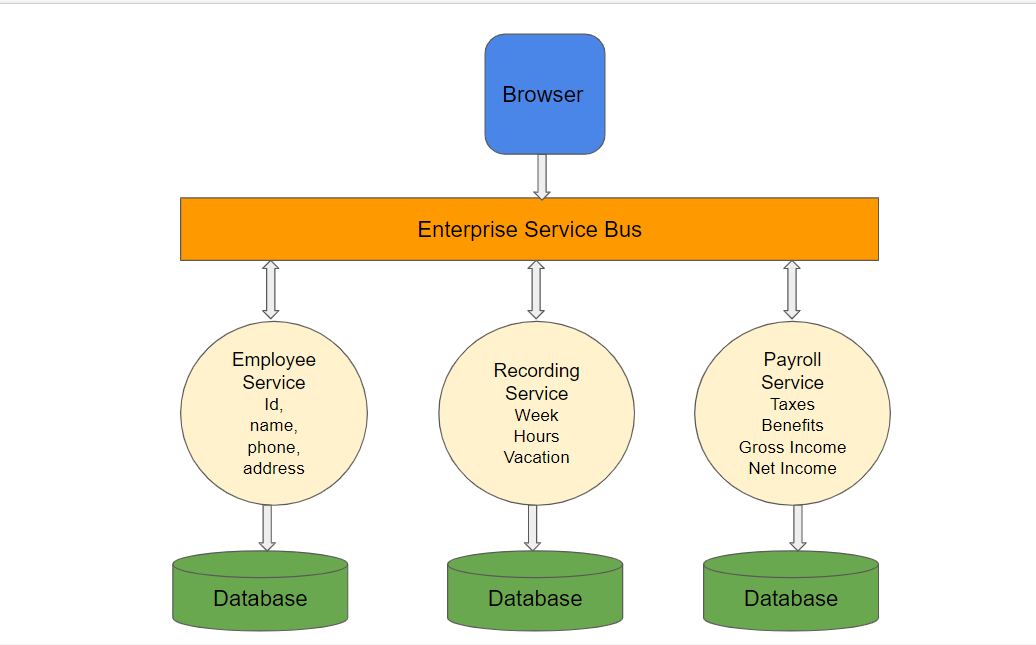 Browser
Enterprise Service Bus
Employee
Service
Id,
name,
phone,
address
Recording
Service
Week
Hours
Vacation
Payroll
Service
Taxes
Benefits
Gross Income
Net Income
Database
Database
Database